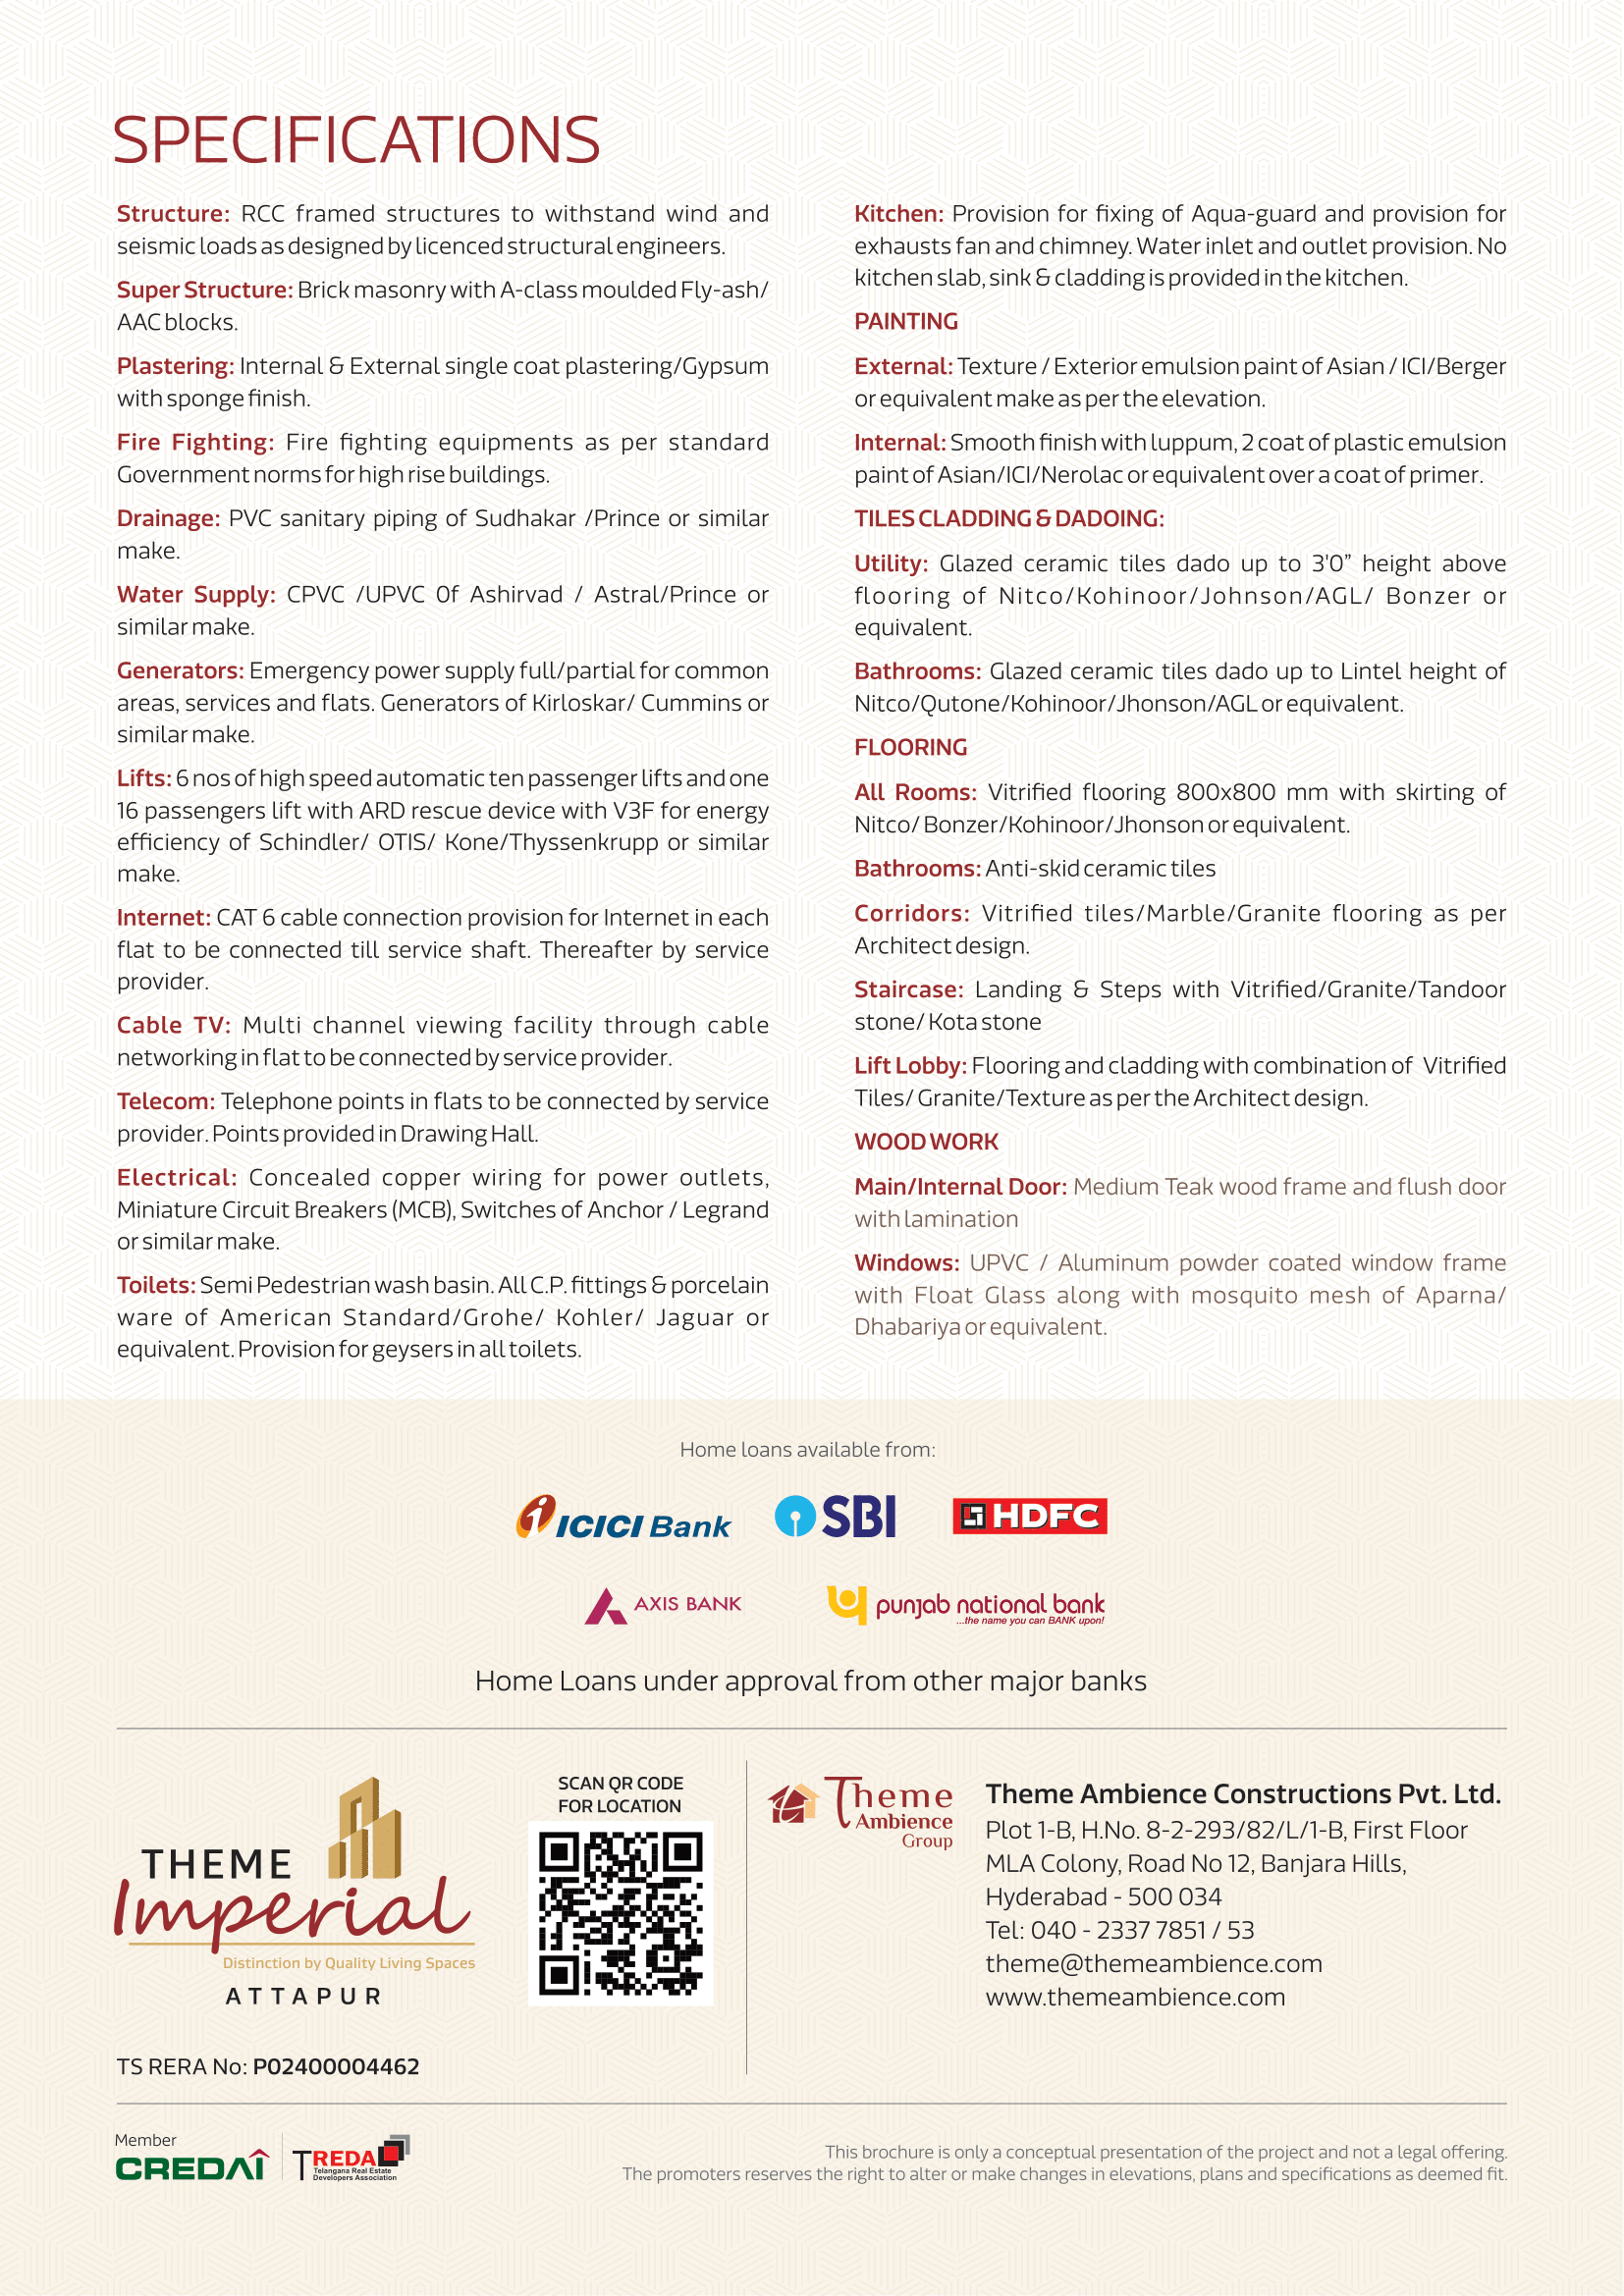 SPECIFICATIONS
Structure: RCC framed structures to withstand wind and
seismic loads as designed by licenced structural engineers.
Super Structure: Brick masonry with A-class moulded Fly-ash/
AAC blocks.
Plastering: Internal & External single coat plastering/Gypsum
with sponge finish.
Fire Fighting: Fire fighting equipments as per standard
Government norms for high rise buildings.
Drainage: PVC sanitary piping of Sudhakar /Prince or similar
make.
Water Supply: CPVC /UPVC 0f Ashirvad / Astral/Prince or
similar make.
Generators: Emergency power supply full/partial for common
areas, services and flats. Generators of Kirloskar/ Cummins or
similar make.
Lifts: 6 nos of high speed automatic ten passenger lifts and one
16 passengers lift with ARD rescue device with V3F for energy
efficiency of Schindler/ OTIS/ Kone/Thyssenkrupp or similar
make.
Internet: CAT 6 cable connection provision for Internet in each
flat to be connected till service shaft. Thereafter by service
provider.
Cable TV: Multi channel viewing facility through cable
networking in flat to be connected by service provider.
Telecom: Telephone points in flats to be connected by service
provider. Points provided in Drawing Hall.
Electrical: Concealed copper wiring for power outlets,
Miniature Circuit Breakers (MCB), Switches of Anchor / Legrand
or similar make.
Toilets: Semi Pedestrian wash basin. All C.P. fittings & porcelain
ware of American Standard/Grohe/ Kohler/ Jaguar or
equivalent. Provision for geysers in all toilets.
Kitchen: Provision for fixing of Aqua-guard and provision for
exhausts fan and chimney. Water inlet and outlet provision. No
kitchen slab, sink & cladding is provided in the kitchen.
PAINTING
External: Texture / Exterior emulsion paint of Asian / ICI/Berger
or equivalent make as per the elevation.
Internal: Smooth finish with luppum, 2 coat of plastic emulsion
paint of Asian/ICI/Nerolac or equivalent over a coat of primer.
TILES CLADDING & DADOING:
Utility: Glazed ceramic tiles dado up to 3'0” height above
flooring of Nitco/Kohinoor/Johnson/AGL/ Bonzer or
equivalent.
Bathrooms: Glazed ceramic tiles dado up to Lintel height of
Nitco/Qutone/Kohinoor/Jhonson/AGL or equivalent.
FLOORING
All Rooms: Vitrified flooring 800x800 mm with skirting of
Nitco/ Bonzer/Kohinoor/Jhonson or equivalent.
Bathrooms: Anti-skid ceramic tiles
Corridors: Vitrified tiles/Marble/Granite flooring as per
Architect design.
Staircase: Landing & Steps with Vitrified/Granite/Tandoor
stone/ Kota stone
Lift Lobby: Flooring and cladding with combination of Vitrified
Tiles/ Granite/Texture as per the Architect design.
WOOD WORK
Main/Internal Door: Medium Teak wood frame and flush door
with lamination
Windows: UPVC / Aluminum powder coated window frame
with Float Glass along with mosquito mesh of Aparna/
Dhabariya or equivalent.
Home loans available from:
ICICI Bank SBI HDFC
AXIS BANK punjab national bank
...the name you can BANK upon!
Home Loans under approval from other major banks
THEME
Imperial
Distinction by Quality Living Spaces
ATTAPUR
TS RERA No: P02400004462
SCAN QR CODE
FOR LOCATION
Theme
Ambience
Group
Theme Ambience Constructions Pvt. Ltd.
Plot 1-B, H.No. 8-2-293/82/L/1-B, First Floor
MLA Colony, Road No 12, Banjara Hills,
Hyderabad - 500 034
Tel: 040 - 2337 7851 / 53
theme@themeambience.com
www.themeambience.com
Member
CREDAI
TREDA
Telangana Real Estate
Developers Association
This brochure is only a conceptual presentation of the project and not a legal offering.
The promoters reserves the right to alter or make changes in elevations, plans and specifications as deemed fit.